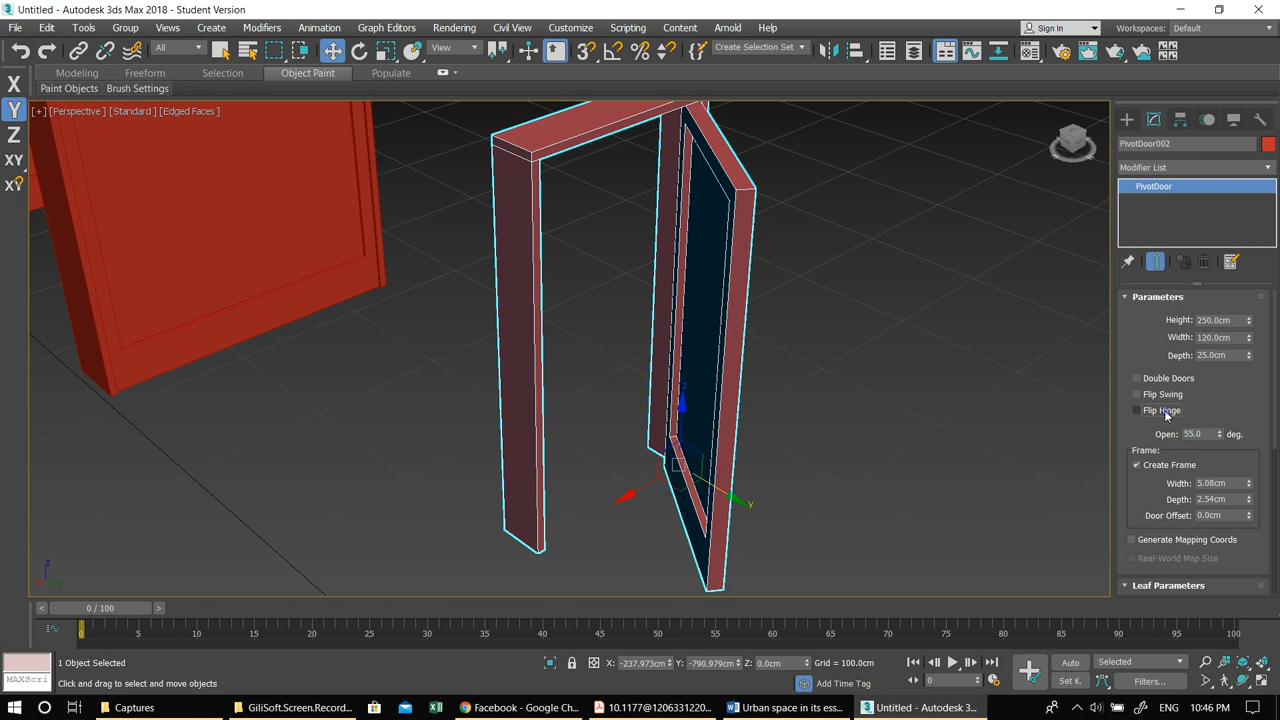 Untitled - Autodesk 3ds Max 2018 - Student Version
File Edit Tools Group Views Create Modifiers Animation Graph Editors Rendering Civil View Customize Scripting Content Arnold Help Sign In Workspaces: Default
All View Create Selection Set
Modeling Freeform Selection Object Paint Populate
Paint Objects Brush Settings
X
Y
Z
XY
XY
[+] [Perspective] [Standard] [Edged Faces]
PivotDoor002
Modifier List
PivotDoor
Parameters
Height: 250.0cm
Width: 120.0cm
Depth: 25.0cm
Double Doors
Flip Swing
Flip Hinge
Open: 55.0 deg.
Frame:
Create Frame
Width: 5.08cm
Depth: 2.54cm
Door Offset: 0.0cm
Generate Mapping Coords
Real-World Map Size
Leaf Parameters
z
y
z
< 0 / 100 >
0 5 10 15 20 25 30 35 40 45 50 55 60 65 70 75 80 85 90 95 100
1 Object Selected X: -237.973cm Y: -790.979cm Z: 0.0cm Grid = 100.0cm Auto Selected
MAXScri Click and drag to select and move objects Add Time Tag 0 Set K. Filters...
Captures GiliSoft.Screen.Record... Facebook - Google Ch... 10.1177@1206331220... Urban space in its ess... Untitled - Autodesk 3... ENG 10:46 PM